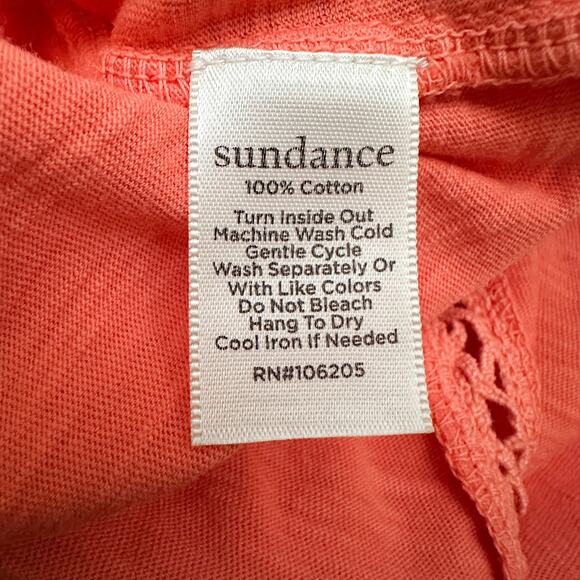 sundance
100% Cotton
Turn Inside Out
Machine Wash Cold
Gentle Cycle
Wash Separately Or
With Like Colors
Do Not Bleach
Hang To Dry
Cool Iron If Needed
RN#106205